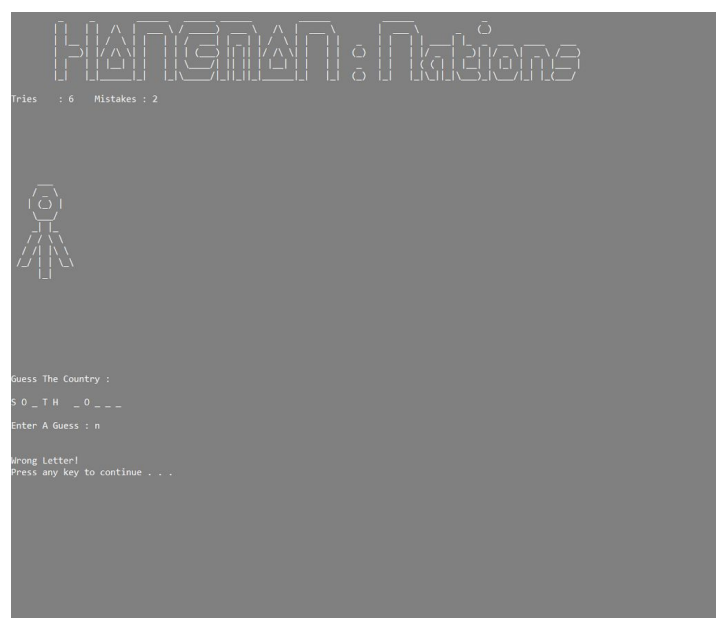 HANGMAN : Nations
Tries : 6 Mistakes : 2
Guess The Country :
S O _ T H _ O _ _ _
Enter A Guess : n
Wrong Letter!
Press any key to continue . . .